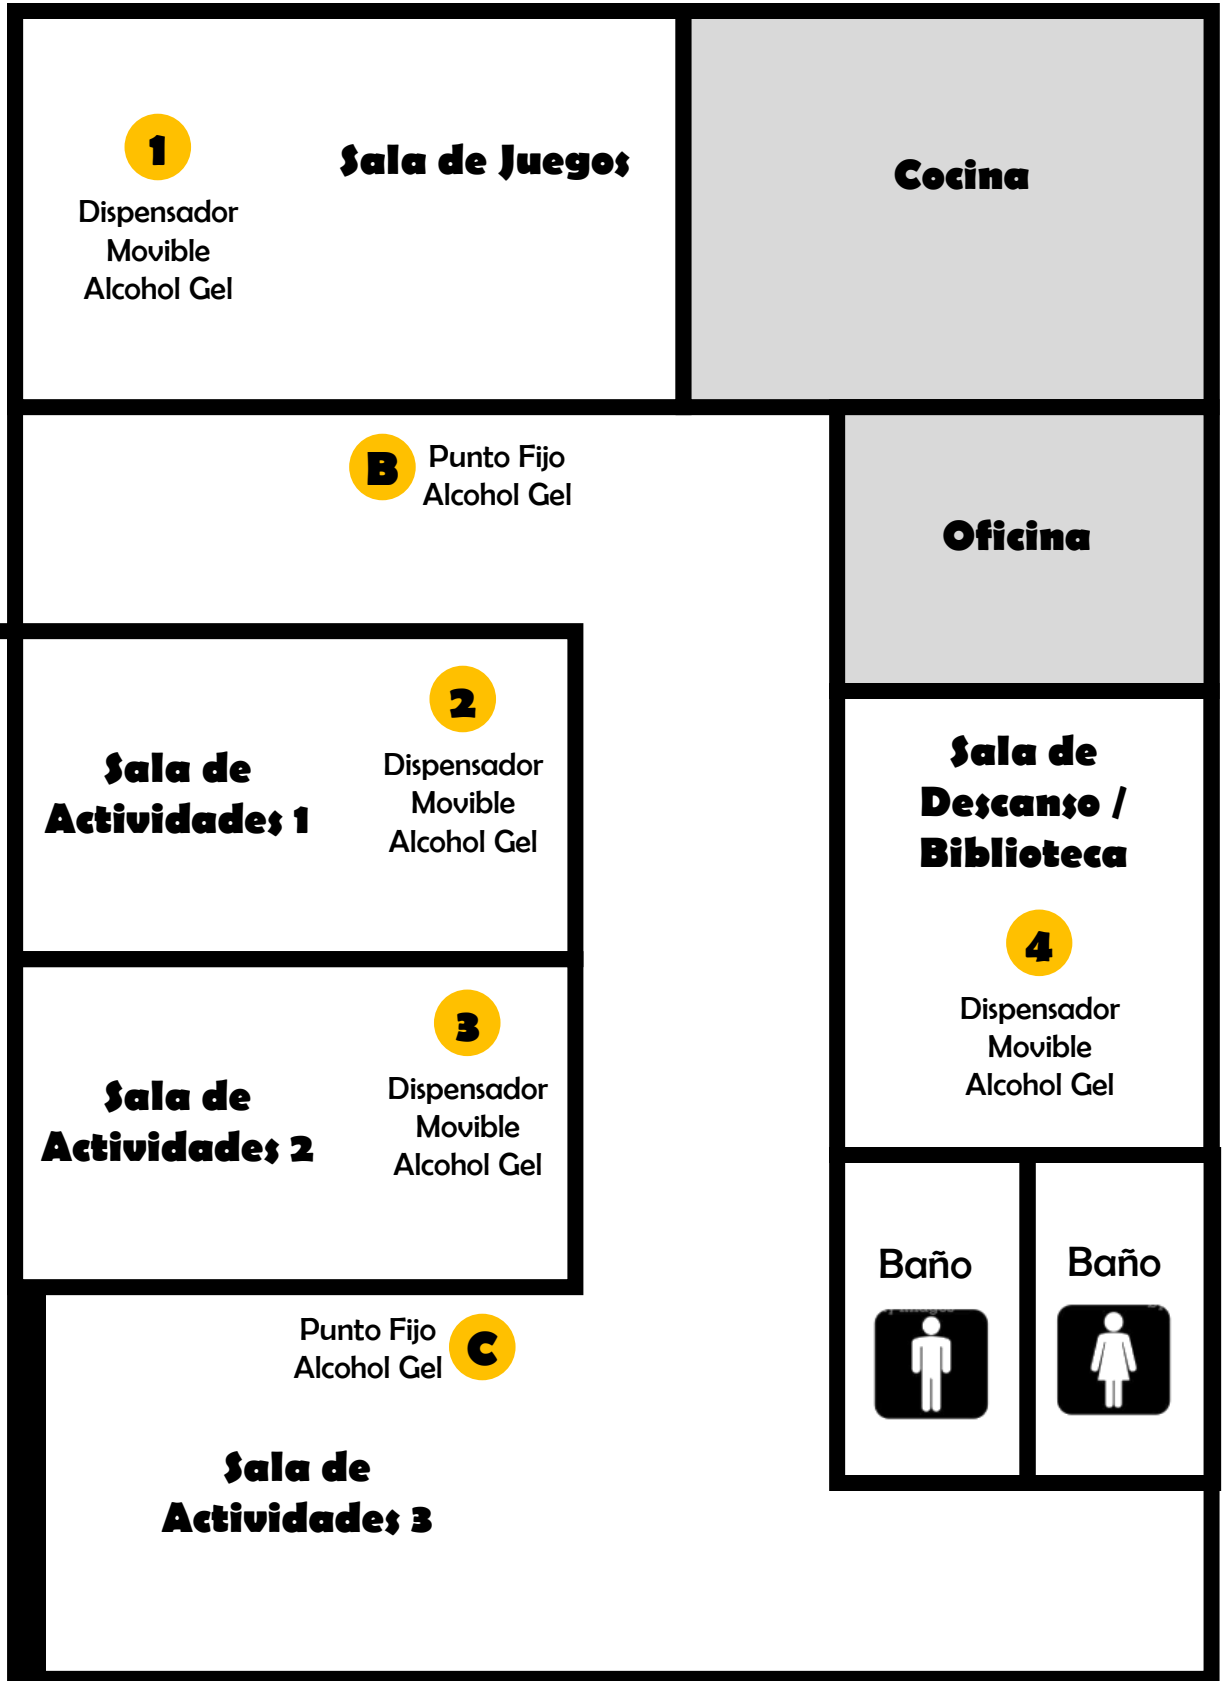 1
Sala de Juegos
Dispensador
Movible
Alcohol Gel
Cocina
B
Punto Fijo
Alcohol Gel
Oficina
2
Sala de
Actividades 1
Dispensador
Movible
Alcohol Gel
Sala de
Descanso /
Biblioteca
4
Dispensador
Movible
Alcohol Gel
3
Sala de
Actividades 2
Dispensador
Movible
Alcohol Gel
Baño
Baño
Punto Fijo
Alcohol Gel
C
Sala de
Actividades 3